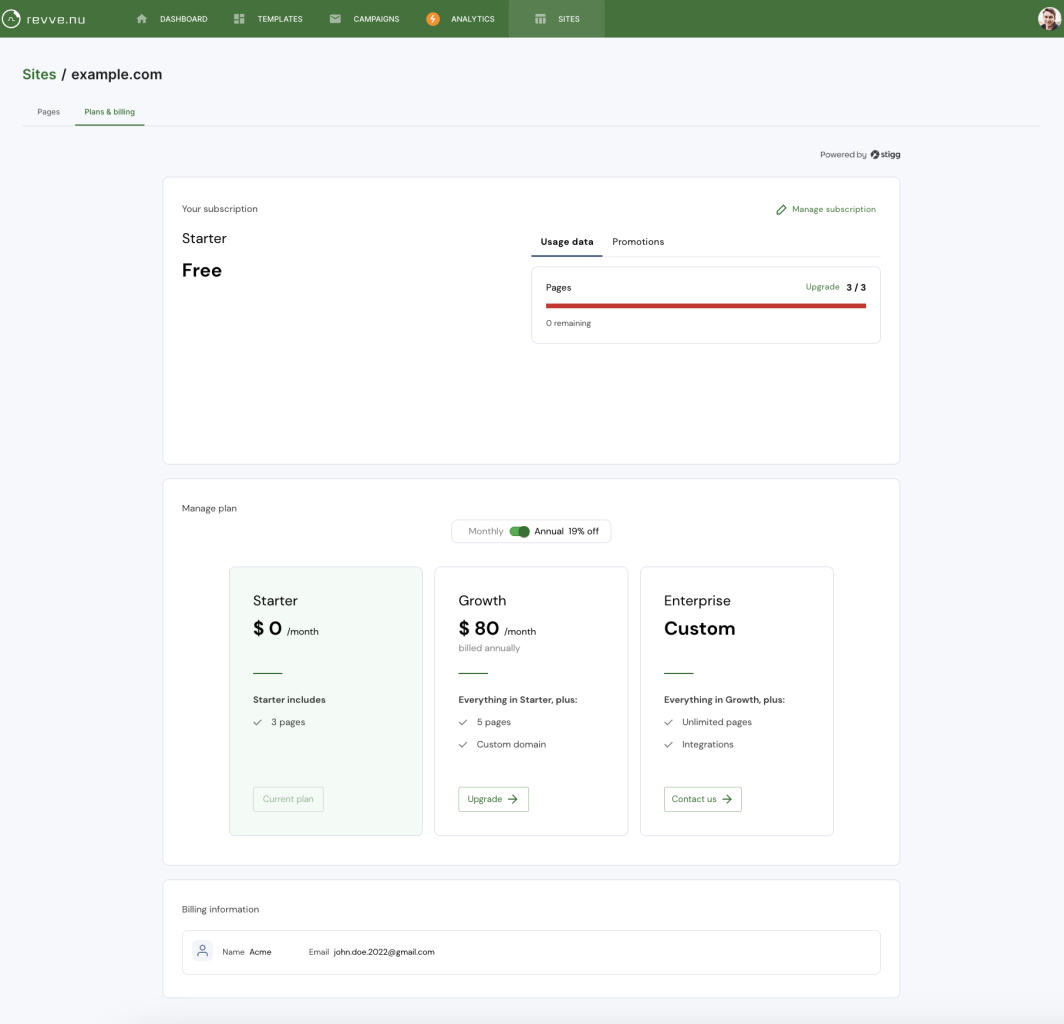 revve.nu DASHBOARD TEMPLATES CAMPAIGNS ANALYTICS SITES
Sites / example.com
Pages Plans & billing
Powered by stigg
Your subscription
Manage subscription
Starter
Free
Usage data Promotions
Pages Upgrade 3 / 3
0 remaining
Manage plan
Monthly Annual 19% off
Starter
$ 0 /month
Starter includes
3 pages
Current plan
Growth
$ 80 /month
billed annually
Everything in Starter, plus:
5 pages
Custom domain
Upgrade
Enterprise
Custom
Everything in Growth, plus:
Unlimited pages
Integrations
Contact us
Billing information
Name Acme Email john.doe.2022@gmail.com